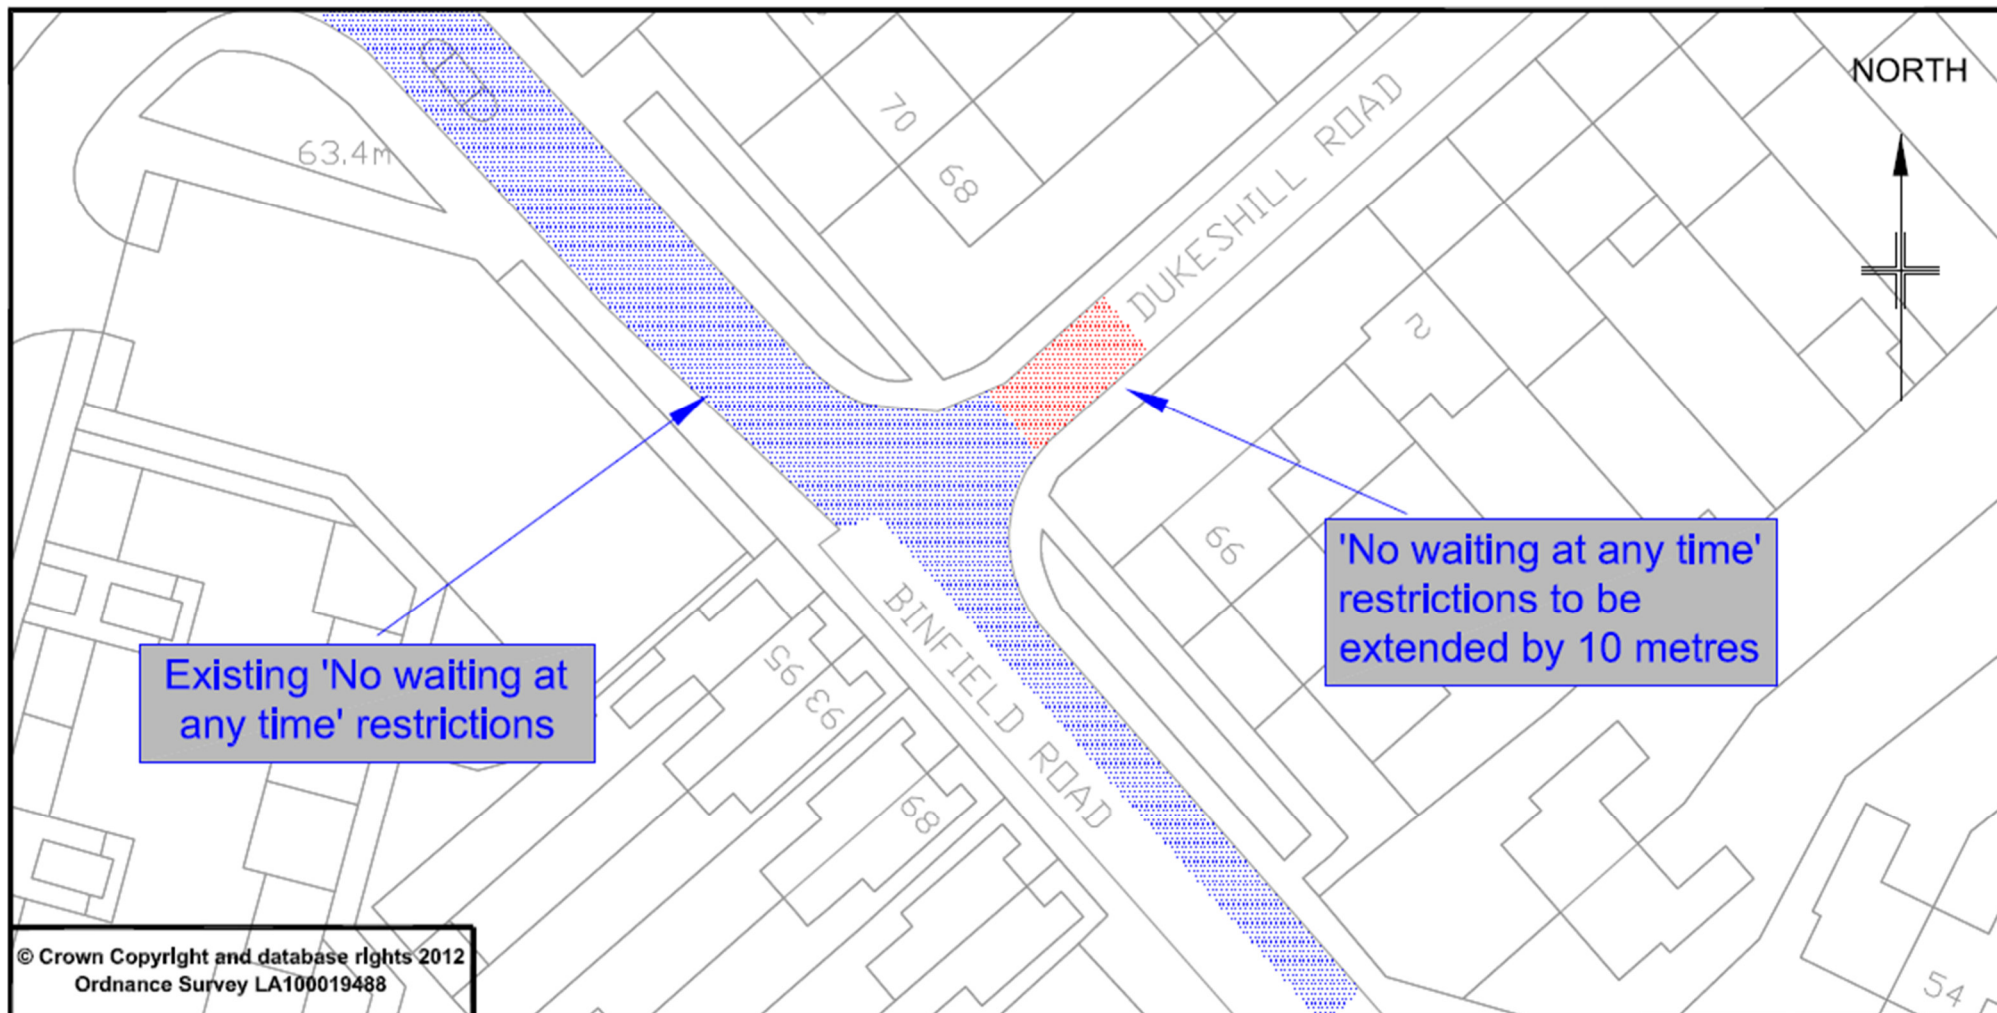 NORTH
63.4m
70
68
DUKESHILL ROAD
2
66
'No waiting at any time'
restrictions to be
extended by 10 metres
Existing 'No waiting at
any time' restrictions
BINFIELD ROAD
95
93
89
54
© Crown Copyright and database rights 2012
Ordnance Survey LA100019488